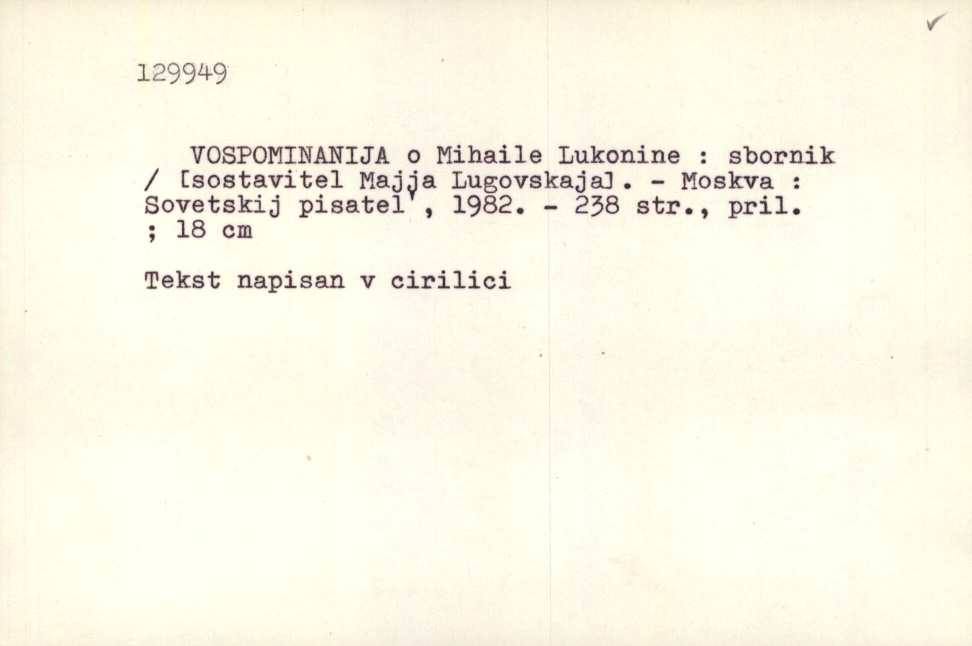 129949
VOSPOMINANIJA o Mihaile Lukonine : sbornik
/ [sostavitel Majja Lugovskaja]. - Moskva :
Sovetskij pisatel', 1982. - 238 str., pril.
; 18 cm
Tekst napisan v cirilici